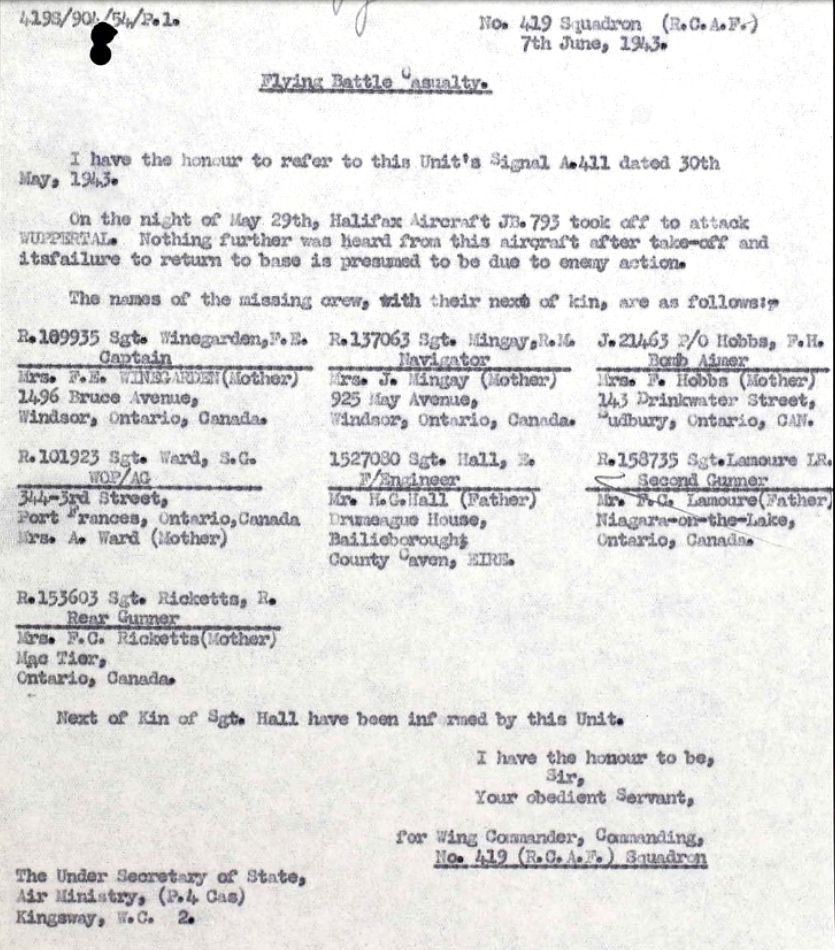 419S/904/54/P.1.
No. 419 Squadron (R.C.A.F.)
7th June, 1943.
Flying Battle Casualty.
I have the honour to refer to this Unit's Signal A.411 dated 30th
May, 1943.
On the night of May 29th, Halifax Aircraft JB.793 took off to attack
WUPPERTAL. Nothing further was heard from this aircraft after take-off and
itsfailure to return to base is presumed to be due to enemy action.
The names of the missing crew, with their next of kin, are as follows:-
R.109935 Sgt. Winegarden,F.E.
Captain
Mrs. F.E. WINEGARDEN(Mother)
1496 Bruce Avenue,
Windsor, Ontario, Canada.
R.137063 Sgt. Mingay,R.M.
Navigator
Mrs. J. Mingay (Mother)
925 May Avenue,
Windsor, Ontario, Canada.
J.21463 P/O Hobbs, F.H.
Bomb Aimer
Mrs. F. Hobbs (Mother)
143 Drinkwater Street,
Sudbury, Ontario, CAN.
R.101923 Sgt. Ward, S.G.
WOP/AG
344-3rd Street,
Fort Frances, Ontario,Canada
Mrs. A. Ward (Mother)
1527080 Sgt. Hall, E.
F/Engineer
Mr. H.G.Hall (Father)
Drumeague House,
Bailieborough,
County Caven, EIRE.
R.158735 Sgt.Lamoure LR.
Second Gunner
Mr. F.C. Lamoure(Father)
Niagara-on-the-Lake,
Ontario, Canada.
R.153603 Sgt. Ricketts, R.
Rear Gunner
Mrs. F.C. Ricketts(Mother)
Mac Tier,
Ontario, Canada.
Next of Kin of Sgt. Hall have been inf rmed by this Unit.
I have the honour to be,
Sir,
Your obedient Servant,
for Wing Commander, Commanding,
No. 419 (R.C.A.F.) Squadron
The Under Secretary of State,
Air Ministry, (P.4 Cas)
Kingsway, W.C. 2.